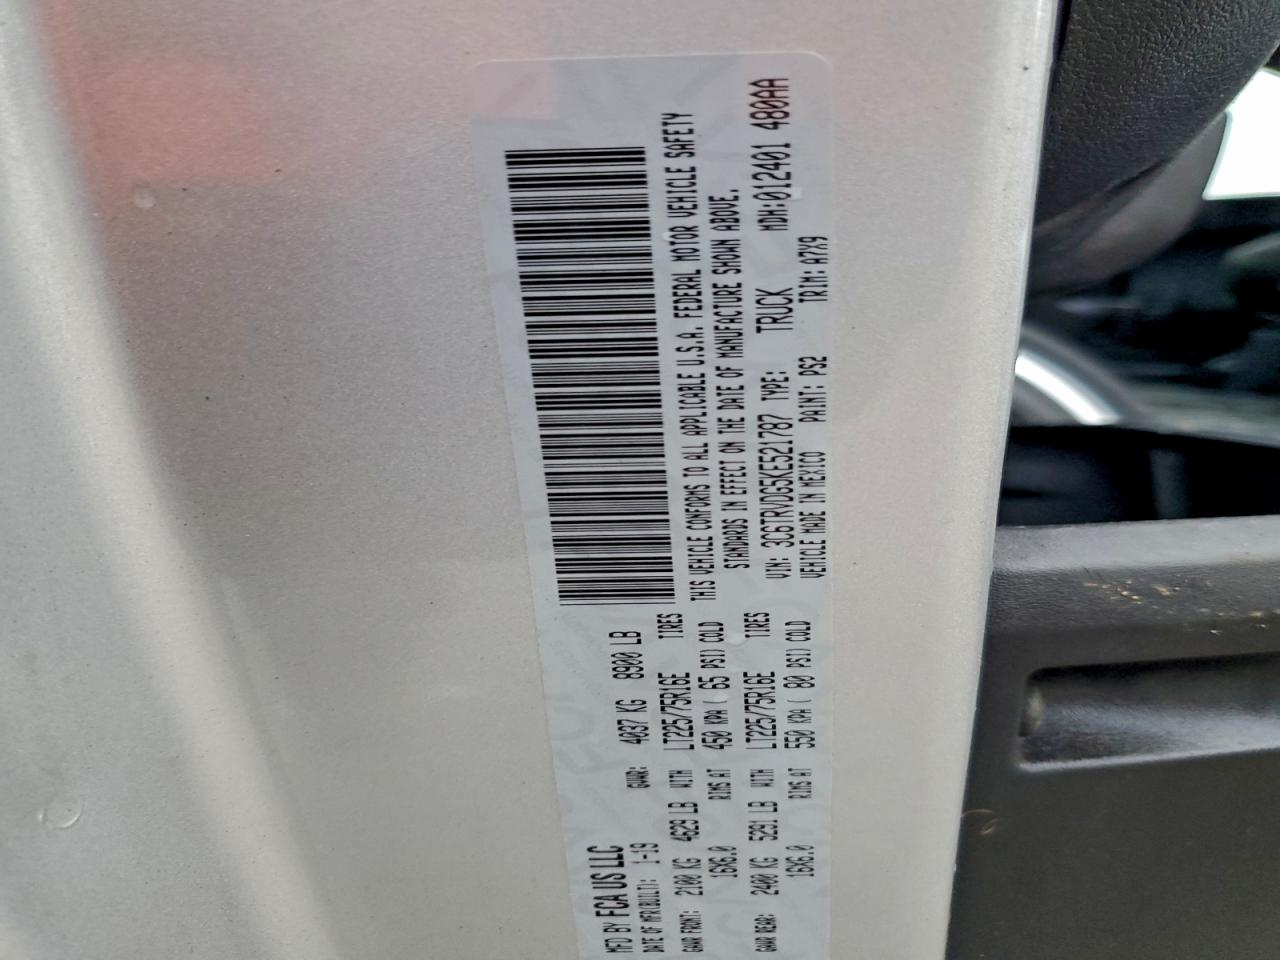 MFD BY FCA US LLC
DATE OF MFR(BUILT): 1-19 GVWR: 4037 KG 8900 LB
GAWR FRONT: 2100 KG 4629 LB WITH LT225/75R16E TIRES
16X6.0 RIMS AT 450 KPA ( 65 PSI) COLD
GAWR REAR: 2400 KG 5291 LB WITH LT225/75R16E TIRES
16X6.0 RIMS AT 550 KPA ( 80 PSI) COLD
THIS VEHICLE CONFORMS TO ALL APPLICABLE U.S.A. FEDERAL MOTOR VEHICLE SAFETY
STANDARDS IN EFFECT ON THE DATE OF MANUFACTURE SHOWN ABOVE.
VIN: 3C6TRVDG5KE521787 TYPE: TRUCK MDH:012401 480AA
VEHICLE MADE IN MEXICO PAINT: PS2 TRIM: A7X9